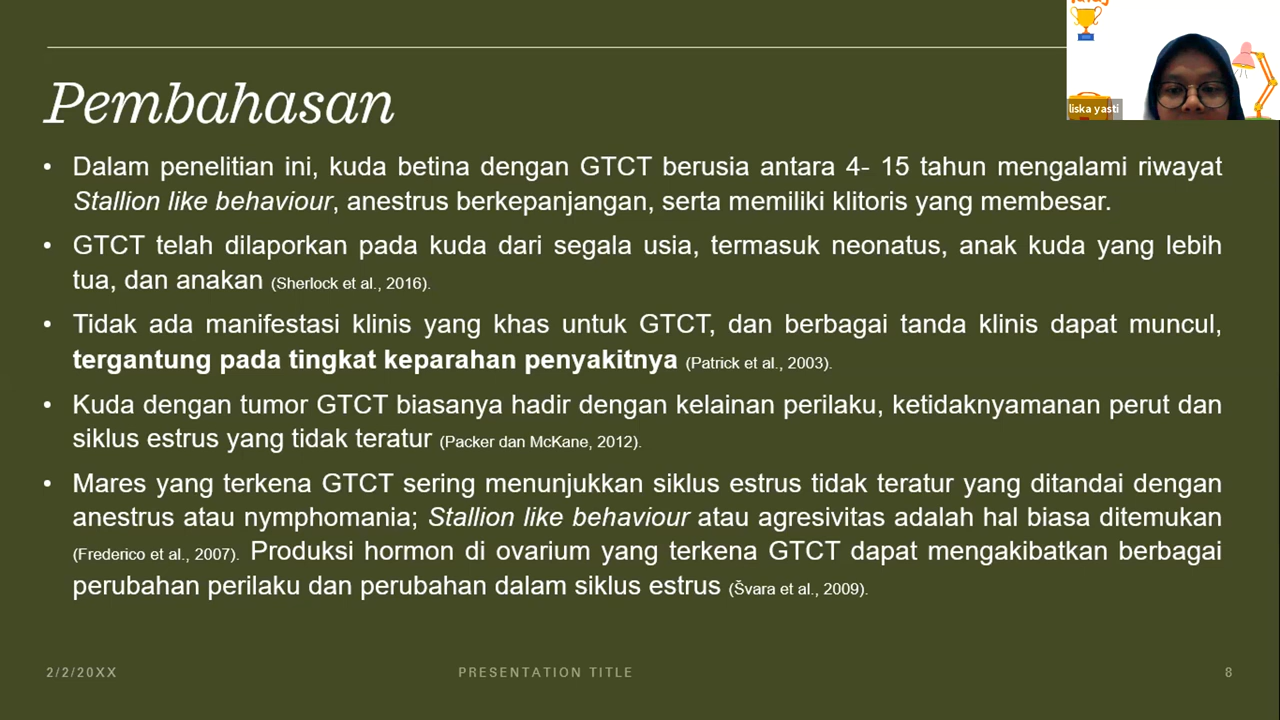 Pembahasan
liska yasti
• Dalam penelitian ini, kuda betina dengan GTCT berusia antara 4- 15 tahun mengalami riwayat
Stallion like behaviour, anestrus berkepanjangan, serta memiliki klitoris yang membesar.
• GTCT telah dilaporkan pada kuda dari segala usia, termasuk neonatus, anak kuda yang lebih
tua, dan anakan (Sherlock et al., 2016).
• Tidak ada manifestasi klinis yang khas untuk GTCT, dan berbagai tanda klinis dapat muncul,
tergantung pada tingkat keparahan penyakitnya (Patrick et al., 2003).
• Kuda dengan tumor GTCT biasanya hadir dengan kelainan perilaku, ketidaknyamanan perut dan
siklus estrus yang tidak teratur (Packer dan McKane, 2012).
• Mares yang terkena GTCT sering menunjukkan siklus estrus tidak teratur yang ditandai dengan
anestrus atau nymphomania; Stallion like behaviour atau agresivitas adalah hal biasa ditemukan
(Frederico et al., 2007). Produksi hormon di ovarium yang terkena GTCT dapat mengakibatkan berbagai
perubahan perilaku dan perubahan dalam siklus estrus (Švara et al., 2009).
2/2/20XX
PRESENTATION TITLE
8